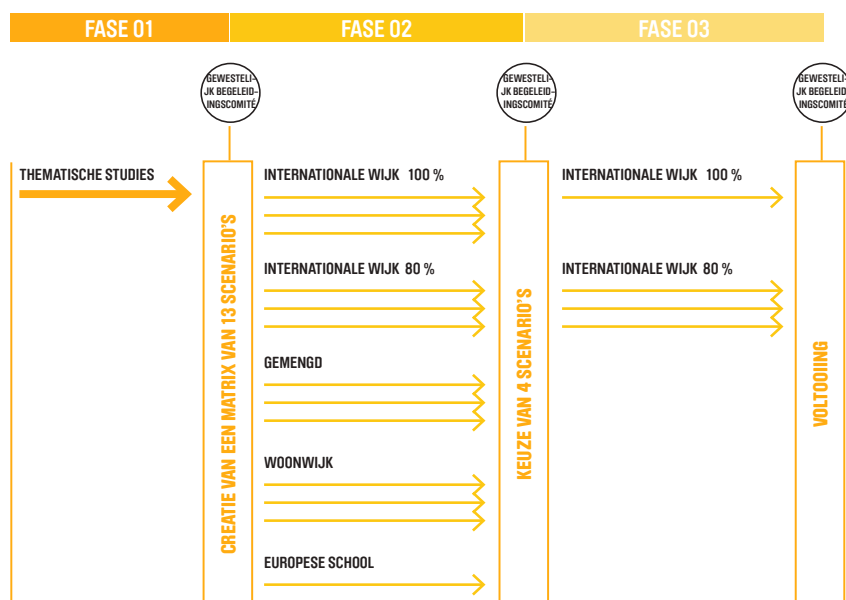 FASE 01
FASE 02
FASE 03
GEWESTELI-
JK BEGELEID-
INGSCOMITÉ
GEWESTELI-
JK BEGELEID-
INGSCOMITÉ
GEWESTELI-
JK BEGELEID-
INGSCOMITÉ
THEMATISCHE STUDIES
CREATIE VAN EEN MATRIX VAN 13 SCENARIO'S
INTERNATIONALE WIJK 100 %
INTERNATIONALE WIJK 80 %
GEMENGD
WOONWIJK
EUROPESE SCHOOL
KEUZE VAN 4 SCENARIO'S
INTERNATIONALE WIJK 100 %
INTERNATIONALE WIJK 80 %
VOLTOOIING